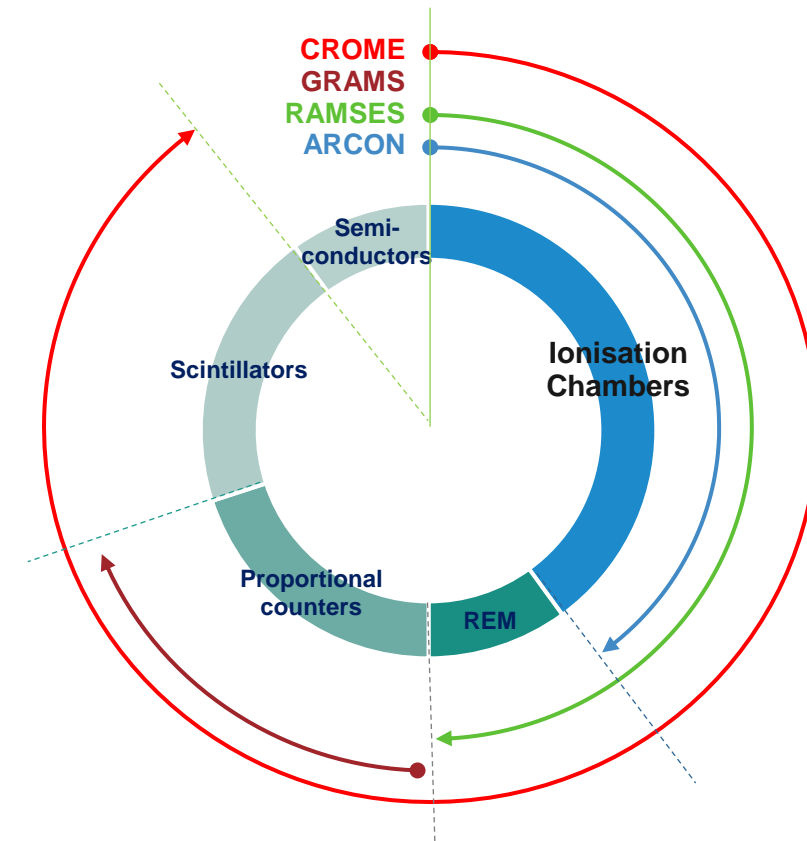 CROME
GRAMS
RAMSES
ARCON
Semi-
conductors
Ionisation
Chambers
Scintillators
Proportional
counters
REM